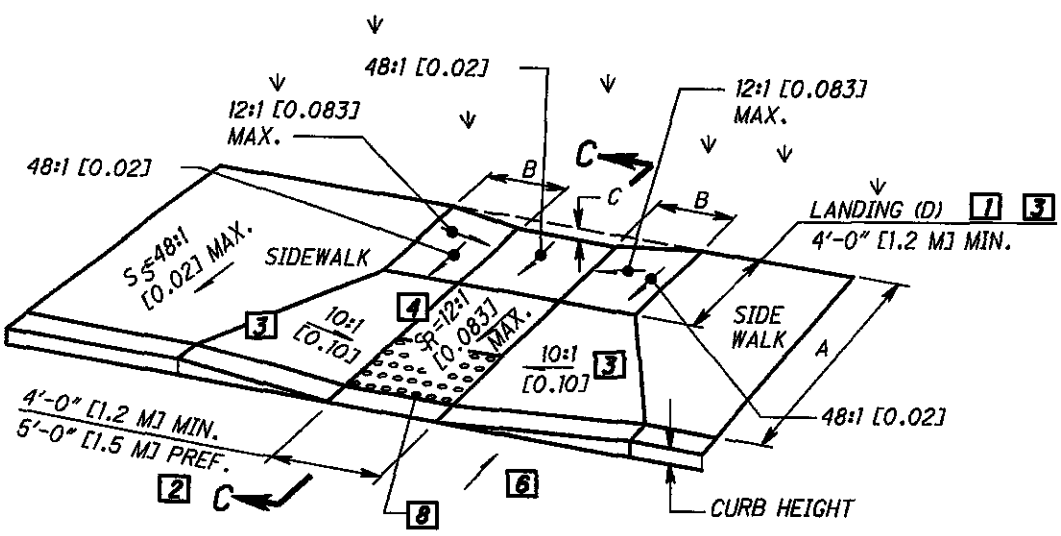 48:1 [0.02]
12:1 [0.083]
MAX.
12:1 [0.083]
MAX.
48:1 [0.02]
C
B
C
B
LANDING (D) 1 3
4'-0" [1.2 M] MIN.
SS=48:1
[0.02] MAX.
SIDEWALK
SIDE
WALK
A
3
10:1
[0.10]
4
SR=12:1
[0.083]
MAX.
10:1
[0.10]
3
48:1 [0.02]
4'-0" [1.2 M] MIN.
5'-0" [1.5 M] PREF.
2
C
8
6
CURB HEIGHT